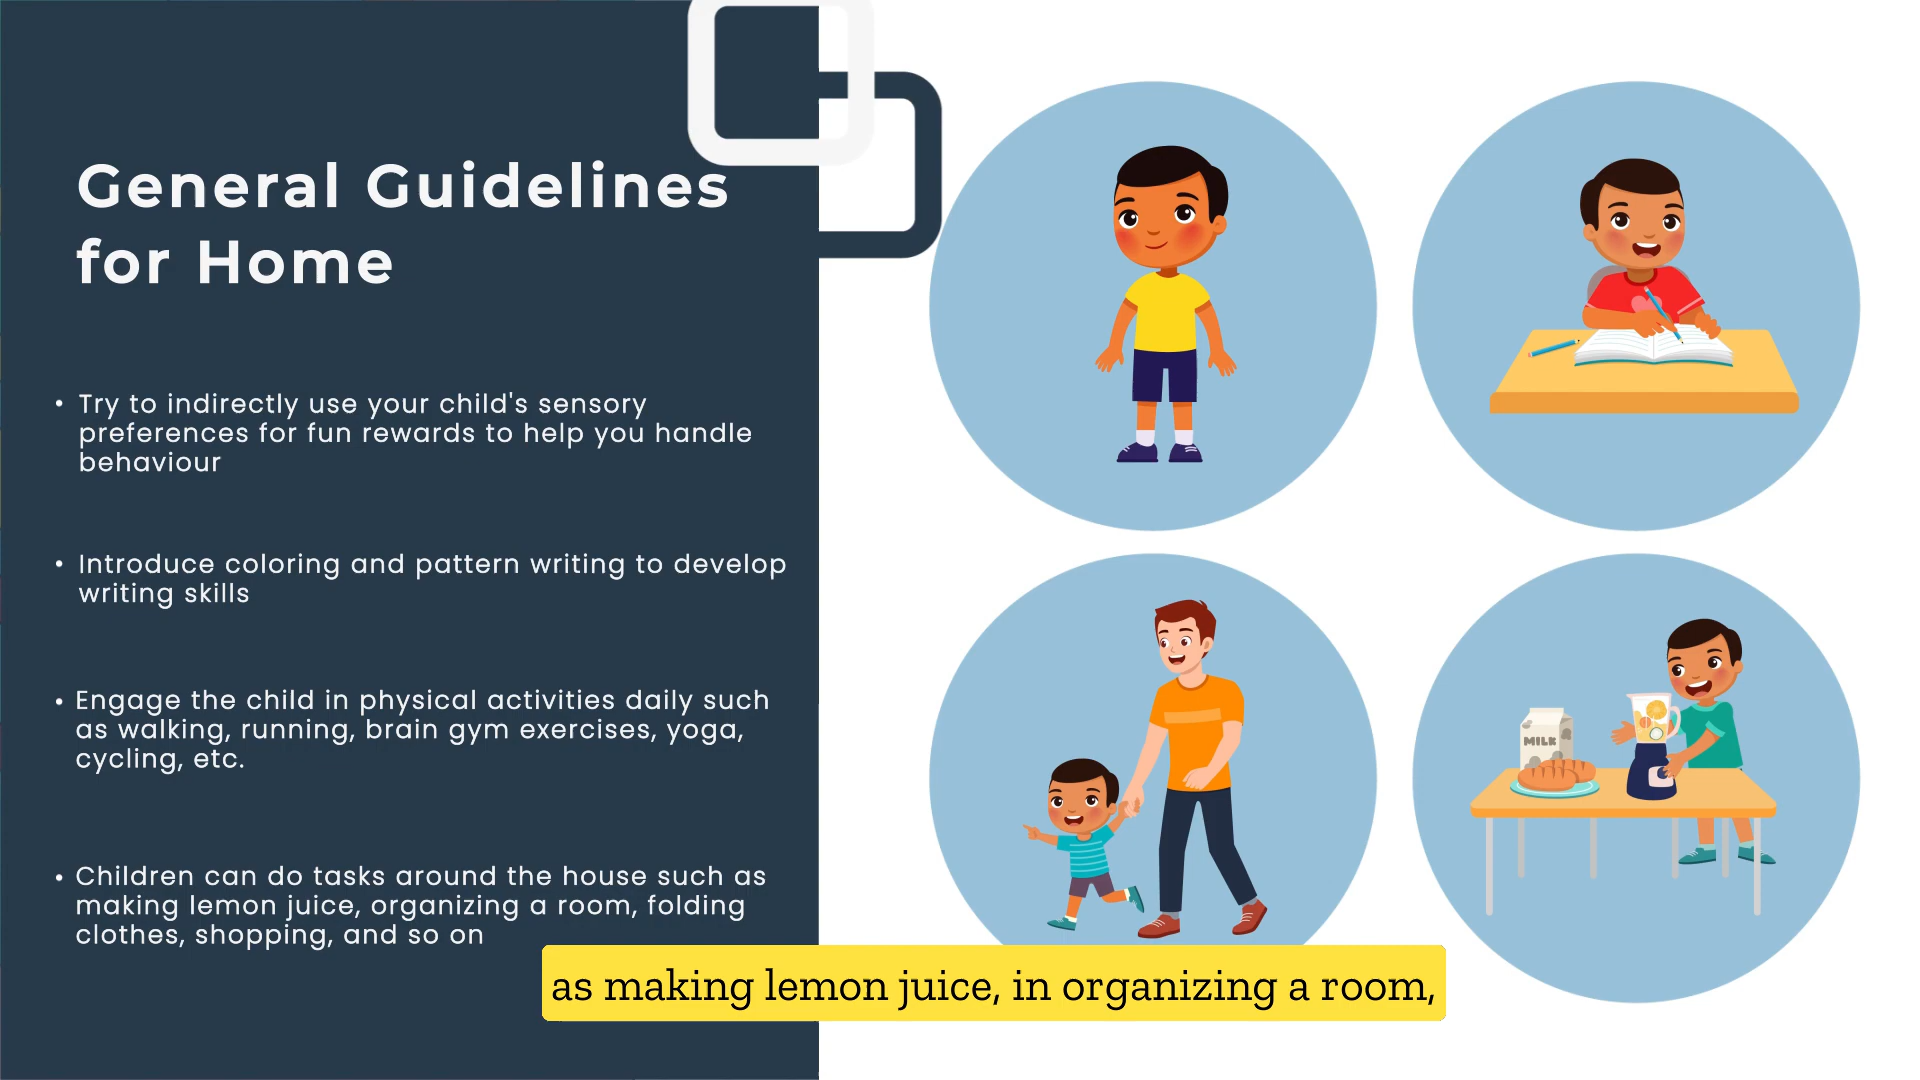 General Guidelines
for Home
• Try to indirectly use your child's sensory
preferences for fun rewards to help you handle
behaviour
• Introduce coloring and pattern writing to develop
writing skills
• Engage the child in physical activities daily such
as walking, running, brain gym exercises, yoga,
cycling, etc.
• Children can do tasks around the house such as
making lemon juice, organizing a room, folding
clothes, shopping, and so on
MILK
as making lemon juice, in organizing a room,